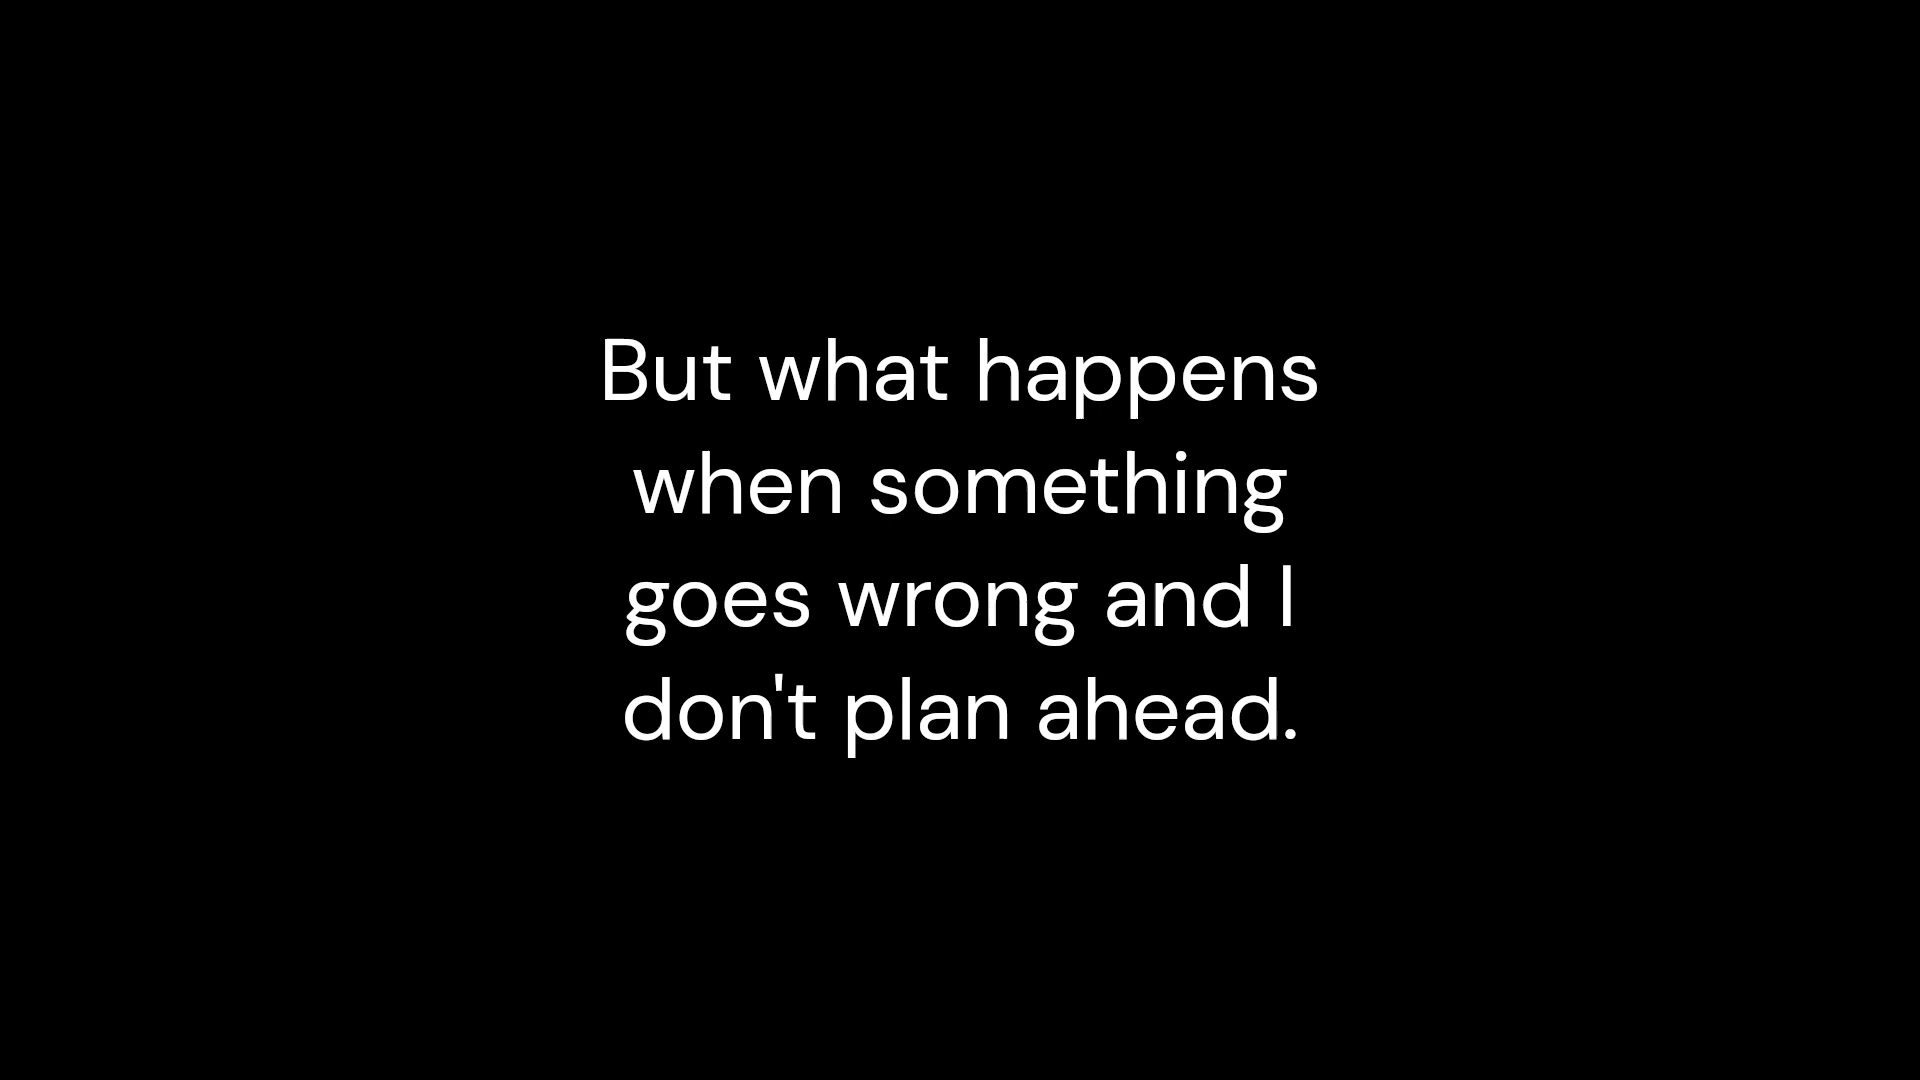 But what happens
when something
goes wrong and I
don't plan ahead.